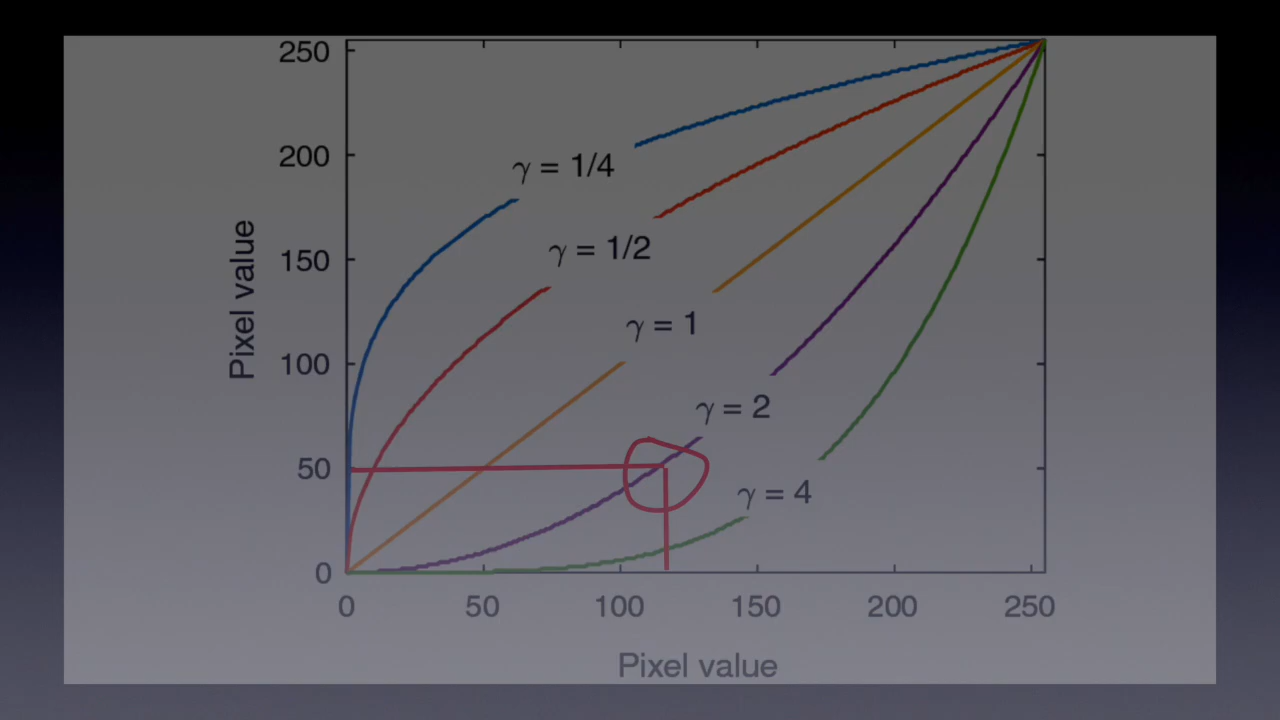 250
200
150
100
50
0
Pixel value
γ = 1/4
γ = 1/2
γ = 1
γ = 2
γ = 4
0 50 100 150 200 250
Pixel value